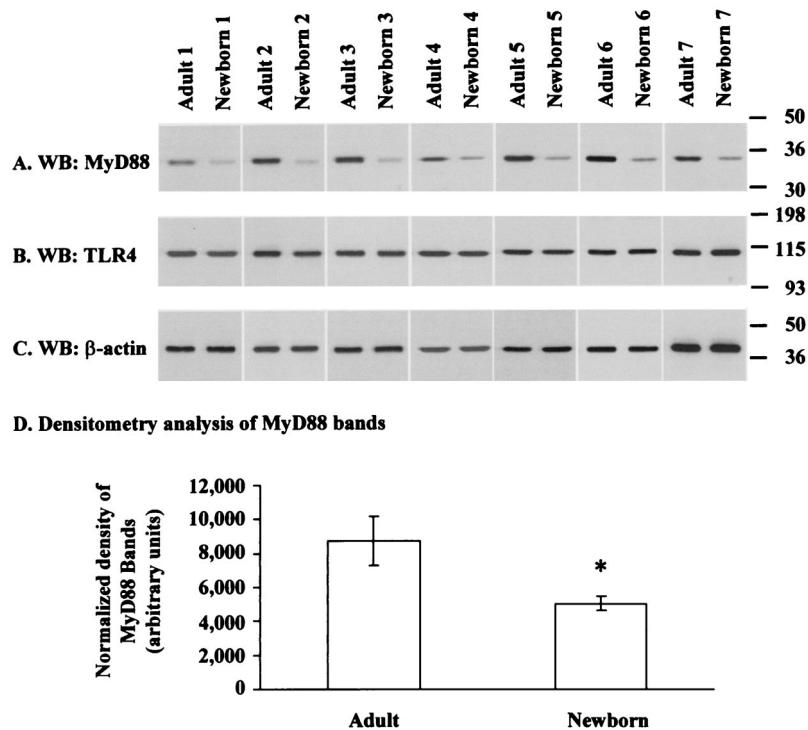 Adult 1
Newborn 1
Adult 2
Newborn 2
Adult 3
Newborn 3
Adult 4
Newborn 4
Adult 5
Newborn 5
Adult 6
Newborn 6
Adult 7
Newborn 7
A. WB: MyD88
50
36
30
B. WB: TLR4
198
115
93
C. WB: β-actin
50
36
D. Densitometry analysis of MyD88 bands
Normalized density of
MyD88 Bands
(arbitrary units)
12,000
10,000
8,000
6,000
4,000
2,000
0
*
Adult
Newborn